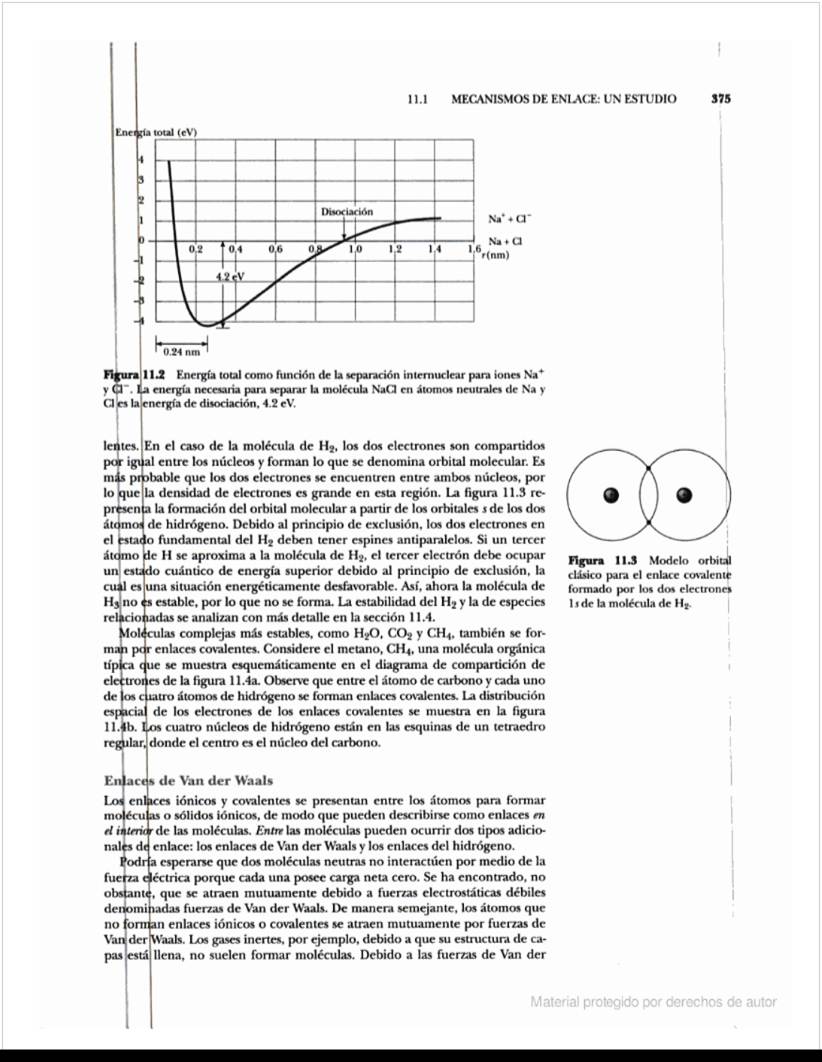 11.1 MECANISMOS DE ENLACE: UN ESTUDIO 375
Energía total (eV)
4
3
2
1
0
-1
-2
-3
-4
0.2 0.4 0.6 0.8 1.0 1.2 1.4 1.6
r(nm)
Disociación
Na⁺ + Cl⁻
Na + Cl
4.2 eV
0.24 nm
Figura 11.2 Energía total como función de la separación internuclear para iones Na⁺
y Cl⁻. La energía necesaria para separar la molécula NaCl en átomos neutrales de Na y
Cl es la energía de disociación, 4.2 eV.
lentes. En el caso de la molécula de H₂, los dos electrones son compartidos
por igual entre los núcleos y forman lo que se denomina orbital molecular. Es
más probable que los dos electrones se encuentren entre ambos núcleos, por
lo que la densidad de electrones es grande en esta región. La figura 11.3 re-
presenta la formación del orbital molecular a partir de los orbitales s de los dos
átomos de hidrógeno. Debido al principio de exclusión, los dos electrones en
el estado fundamental del H₂ deben tener espines antiparalelos. Si un tercer
átomo de H se aproxima a la molécula de H₂, el tercer electrón debe ocupar
un estado cuántico de energía superior debido al principio de exclusión, la
cual es una situación energéticamente desfavorable. Así, ahora la molécula de
H₃ no es estable, por lo que no se forma. La estabilidad del H₂ y la de especies
relacionadas se analizan con más detalle en la sección 11.4.
Moléculas complejas más estables, como H₂O, CO₂ y CH₄, también se for-
man por enlaces covalentes. Considere el metano, CH₄, una molécula orgánica
típica que se muestra esquemáticamente en el diagrama de compartición de
electrones de la figura 11.4a. Observe que entre el átomo de carbono y cada uno
de los cuatro átomos de hidrógeno se forman enlaces covalentes. La distribución
espacial de los electrones de los enlaces covalentes se muestra en la figura
11.4b. Los cuatro núcleos de hidrógeno están en las esquinas de un tetraedro
regular, donde el centro es el núcleo del carbono.
Figura 11.3 Modelo orbital
clásico para el enlace covalente
formado por los dos electrones
1s de la molécula de H₂.
Enlaces de Van der Waals
Los enlaces iónicos y covalentes se presentan entre los átomos para formar
moléculas o sólidos iónicos, de modo que pueden describirse como enlaces en
el interior de las moléculas. Entre las moléculas pueden ocurrir dos tipos adicio-
nales de enlace: los enlaces de Van der Waals y los enlaces del hidrógeno.
Podría esperarse que dos moléculas neutras no interactúen por medio de la
fuerza eléctrica porque cada una posee carga neta cero. Se ha encontrado, no
obstante, que se atraen mutuamente debido a fuerzas electrostáticas débiles
denominadas fuerzas de Van der Waals. De manera semejante, los átomos que
no forman enlaces iónicos o covalentes se atraen mutuamente por fuerzas de
Van der Waals. Los gases inertes, por ejemplo, debido a que su estructura de ca-
pas está llena, no suelen formar moléculas. Debido a las fuerzas de Van der
Material protegido por derechos de autor